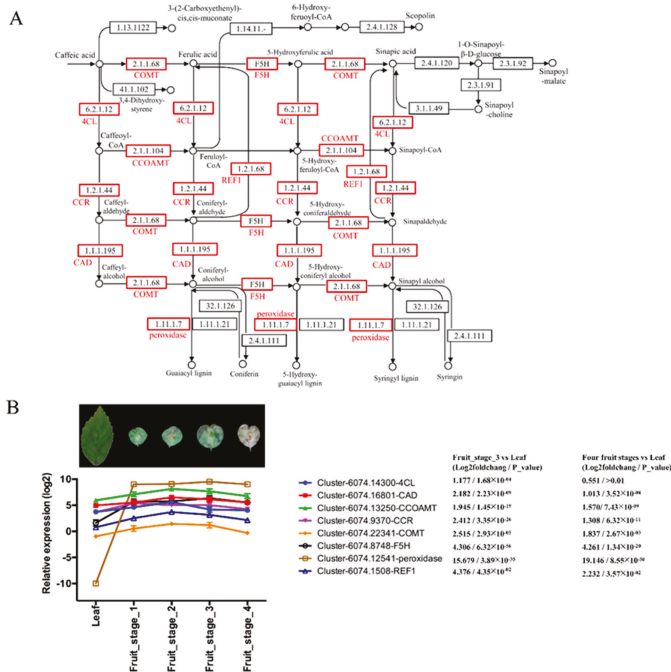 A
3-(2-Carboxyethenyl)-
cis,cis-muconate
6-Hydroxy-
feruoyl-CoA
Scopolin
1.13.1122
1.14.11.-
2.4.1.128
Caffeic acid
Ferulic acid
5-Hydroxyferulic acid
Sinapic acid
1-O-Sinapoyl-
β-D-glucose
2.1.1.68
F5H
2.1.1.68
2.4.1.120
2.3.1.92
COMT
F5H
COMT
Sinapoyl
-malate
41.1.102
2.3.1.91
3,4-Dihydroxy-
styrene
6.2.1.12
6.2.1.12
6.2.1.12
6.2.1.12
3.1.1.49
Sinapoyl
-choline
4CL
4CL
4CL
4CL
Caffeoyl-
CoA
CCOAMT
2.1.1.104
2.1.1.104
Sinapoyl-CoA
CCOAMT
Feruloyl-
CoA
5-Hydroxy-
feruloyl-CoA
1.2.1.68
1.2.1.68
REF1
REF1
1.2.1.44
1.2.1.44
1.2.1.44
1.2.1.44
CCR
CCR
CCR
CCR
Caffeyl-
aldehyde
Coniferyl-
aldehyde
5-Hydroxy-
coniferaldehyde
Sinapaldehyde
2.1.1.68
F5H
2.1.1.68
COMT
F5H
COMT
1.1.1.195
1.1.1.195
1.1.1.195
1.1.1.195
CAD
CAD
CAD
CAD
Caffeyl-
alcohol
Coniferyl-
alcohol
5-Hydroxy-
coniferyl alcohol
Sinapyl alcohol
2.1.1.68
F5H
2.1.1.68
COMT
F5H
COMT
32.1.126
32.1.126
peroxidase
1.11.1.7
1.11.1.21
1.11.1.7
1.11.1.21
1.11.1.7
1.11.1.21
peroxidase
peroxidase
2.4.1.111
2.4.1.111
Guaiacyl lignin
Coniferin
5-Hydroxy-
guaiacyl lignin
Syringyl lignin
Syringin
B
Relative expression (log2)
10
5
0
-5
-10
Leaf
Fruit_stage_1
Fruit_stage_2
Fruit_stage_3
Fruit_stage_4
Fruit_stage_3 vs Leaf
(Log2foldchang / P_value)
Four fruit stages vs Leaf
(Log2foldchang / P_value)
Cluster-6074.14300-4CL 1.177 / 1.68×10⁻⁰⁴ 0.551 / >0.01
Cluster-6074.16801-CAD 2.182 / 2.23×10⁻⁰⁹ 1.013 / 3.52×10⁻⁰⁸
Cluster-6074.13250-CCOAMT 1.945 / 1.45×10⁻¹⁹ 1.570/ 7.43×10⁻⁰⁹
Cluster-6074.9370-CCR 2.412 / 3.35×10⁻²⁶ 1.308 / 6.32×10⁻¹¹
Cluster-6074.22341-COMT 2.515 / 2.93×10⁻⁰³ 1.837 / 2.67×10⁻⁰³
Cluster-6074.8748-F5H 4.306 / 6.32×10⁻⁵⁶ 4.261 / 1.34×10⁻²⁹
Cluster-6074.12541-peroxidase 15.679 / 3.89×10⁻³⁵ 19.146 / 8.55×10⁻⁵⁰
Cluster-6074.1508-REF1 4.376 / 4.35×10⁻⁰² 2.232 / 3.57×10⁻⁰²